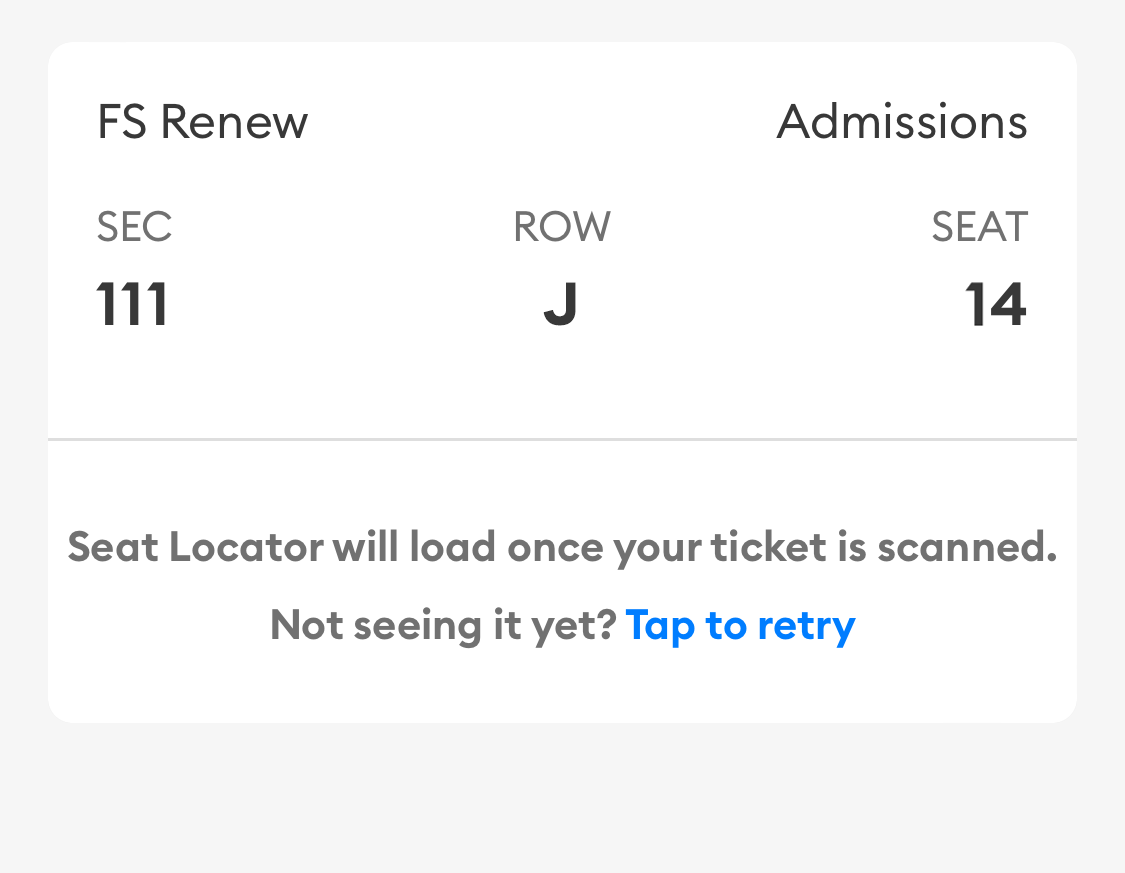 FS Renew Admissions
SEC ROW SEAT
111 J 14
Seat Locator will load once your ticket is scanned.
Not seeing it yet? Tap to retry